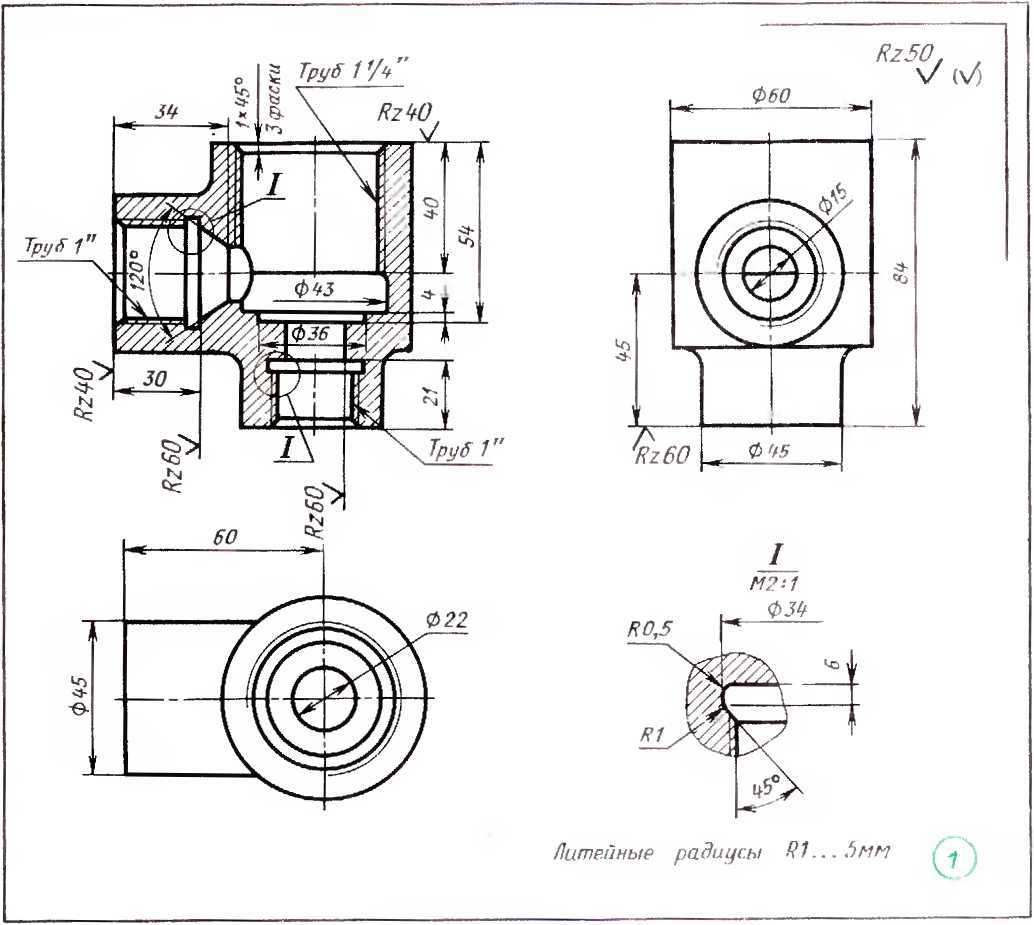 Rz50
(√)
Труб 1 1/4"
1×45°
3 фаски
34
Rz40
I
40
54
Труб 1"
120°
Ф43
4
Ф36
30
21
Rz40
Rz60
I
Труб 1"
Rz60
Ф60
Ф15
84
45
Rz60
Ф45
60
Ф22
Ф45
I
М2:1
Ф34
R0,5
6
R1
45°
Литейные радиусы R1...5мм
1